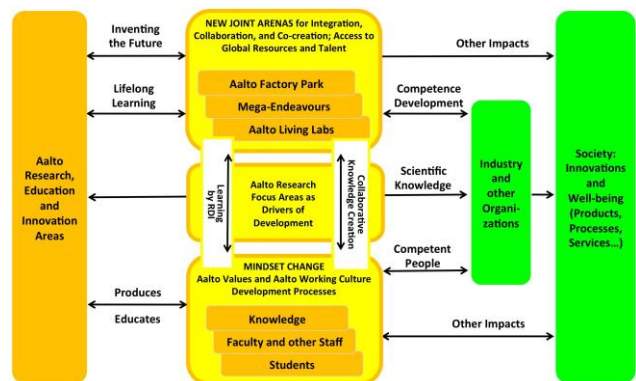 Inventing
the Future
NEW JOINT ARENAS for Integration,
Collaboration, and Co-creation; Access to
Global Resources and Talent
Other Impacts
Lifelong
Learning
Aalto Factory Park
Mega-Endeavours
Aalto Living Labs
Competence
Development
Aalto
Research,
Education
and
Innovation
Areas
Learning
by RDI
Aalto Research
Focus Areas as
Drivers of
Development
Collaborative
Knowledge Creation
Scientific
Knowledge
Industry
and
other
Organi-
zations
Society:
Innovations
and
Well-being
(Products,
Processes,
Services...)
Competent
People
MINDSET CHANGE
Aalto Values and Aalto Working Culture
Development Processes
Produces
Educates
Knowledge
Faculty and other Staff
Students
Other Impacts